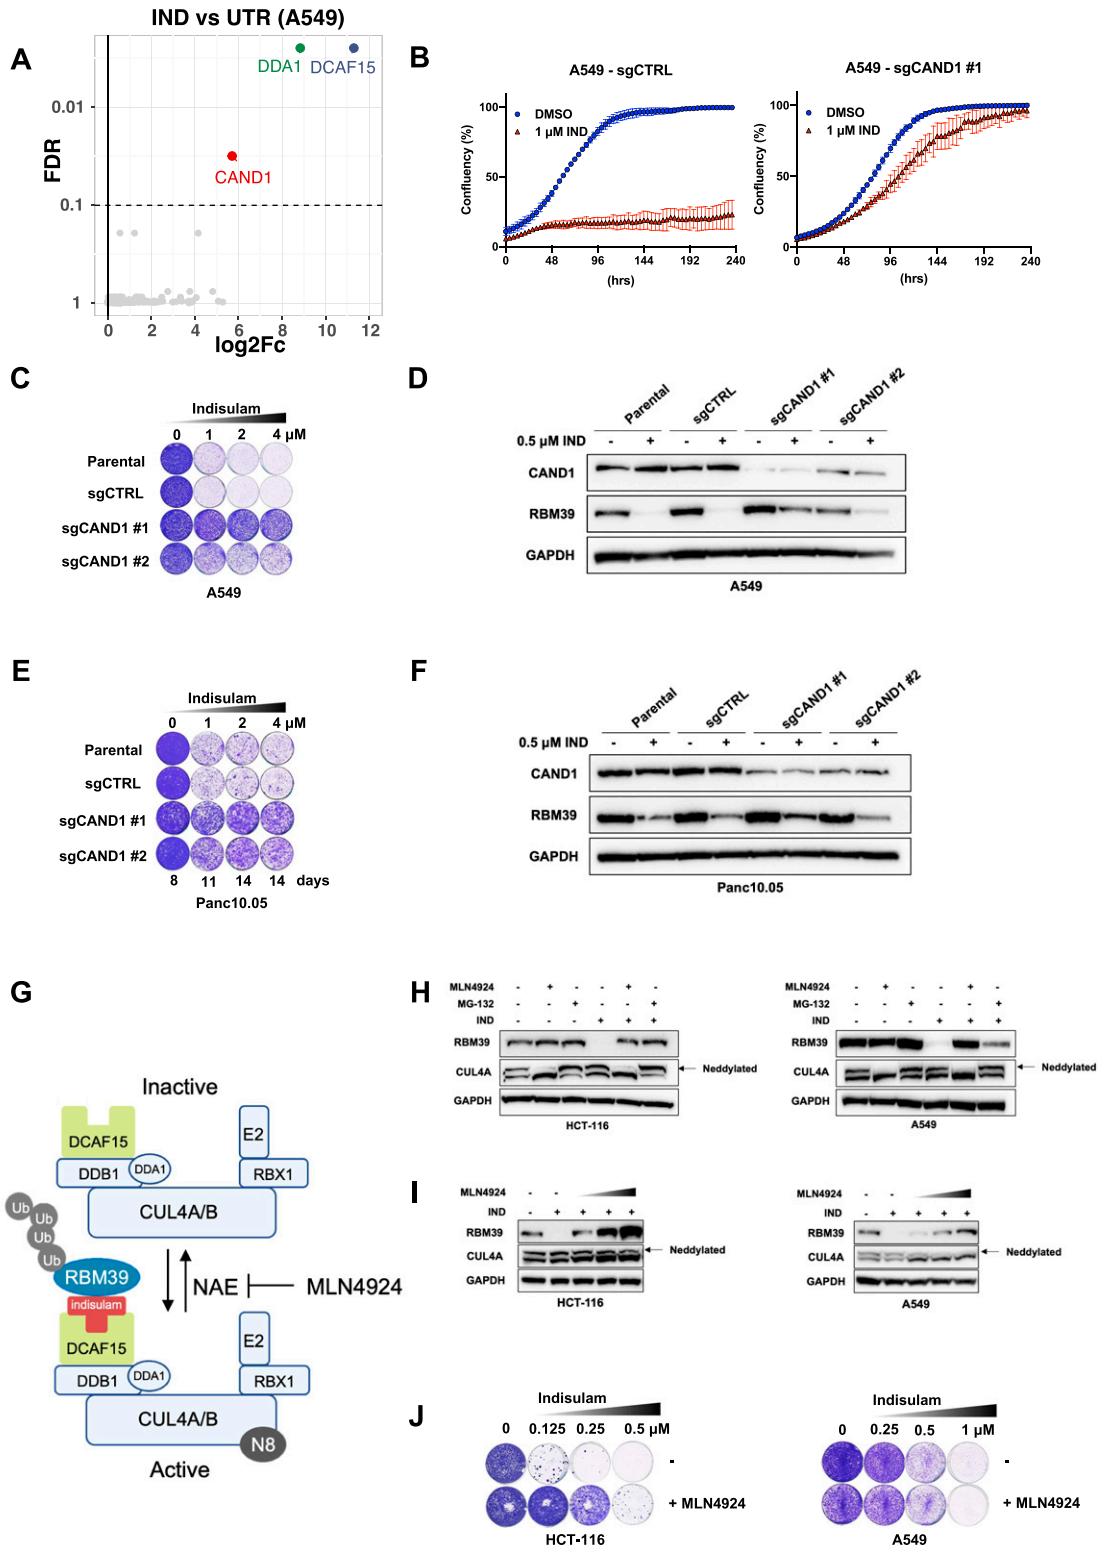 A
IND vs UTR (A549)
DDA1
DCAF15
CAND1
FDR
0.01
0.1
1
0 2 4 6 8 10 12
log2Fc
B
A549 - sgCTRL
DMSO
1 µM IND
Confluency (%)
100
50
0
0 48 96 144 192 240
(hrs)
A549 - sgCAND1 #1
DMSO
1 µM IND
Confluency (%)
100
50
0
0 48 96 144 192 240
(hrs)
C
Indisulam
0 1 2 4 µM
Parental
sgCTRL
sgCAND1 #1
sgCAND1 #2
A549
D
Parental sgCTRL sgCAND1 #1 sgCAND1 #2
0.5 µM IND - + - + - + - +
CAND1
RBM39
GAPDH
A549
E
Indisulam
0 1 2 4 µM
Parental
sgCTRL
sgCAND1 #1
sgCAND1 #2
8 11 14 14 days
Panc10.05
F
Parental sgCTRL sgCAND1 #1 sgCAND1 #2
0.5 µM IND - + - + - + - +
CAND1
RBM39
GAPDH
Panc10.05
G
Inactive
DCAF15
DDB1
DDA1
E2
RBX1
CUL4A/B
Ub
Ub
Ub
Ub
RBM39
indisulam
NAE
MLN4924
DCAF15
DDB1
DDA1
E2
RBX1
CUL4A/B
N8
Active
H
MLN4924 - + - - + -
MG-132 - - + - - +
IND - - - + + +
RBM39
CUL4A
Neddylated
GAPDH
HCT-116
MLN4924 - + - - + -
MG-132 - - + - - +
IND - - - + + +
RBM39
CUL4A
Neddylated
GAPDH
A549
I
MLN4924 - -
IND - + + + +
RBM39
CUL4A
Neddylated
GAPDH
HCT-116
MLN4924 - -
IND - + + + +
RBM39
CUL4A
Neddylated
GAPDH
A549
J
Indisulam
0 0.125 0.25 0.5 µM
-
+ MLN4924
HCT-116
Indisulam
0 0.25 0.5 1 µM
-
+ MLN4924
A549